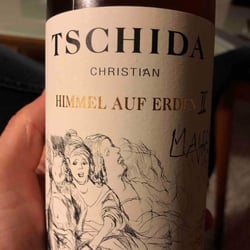 TSCHIDA
CHRISTIAN
HIMMEL AUF ERDEN II